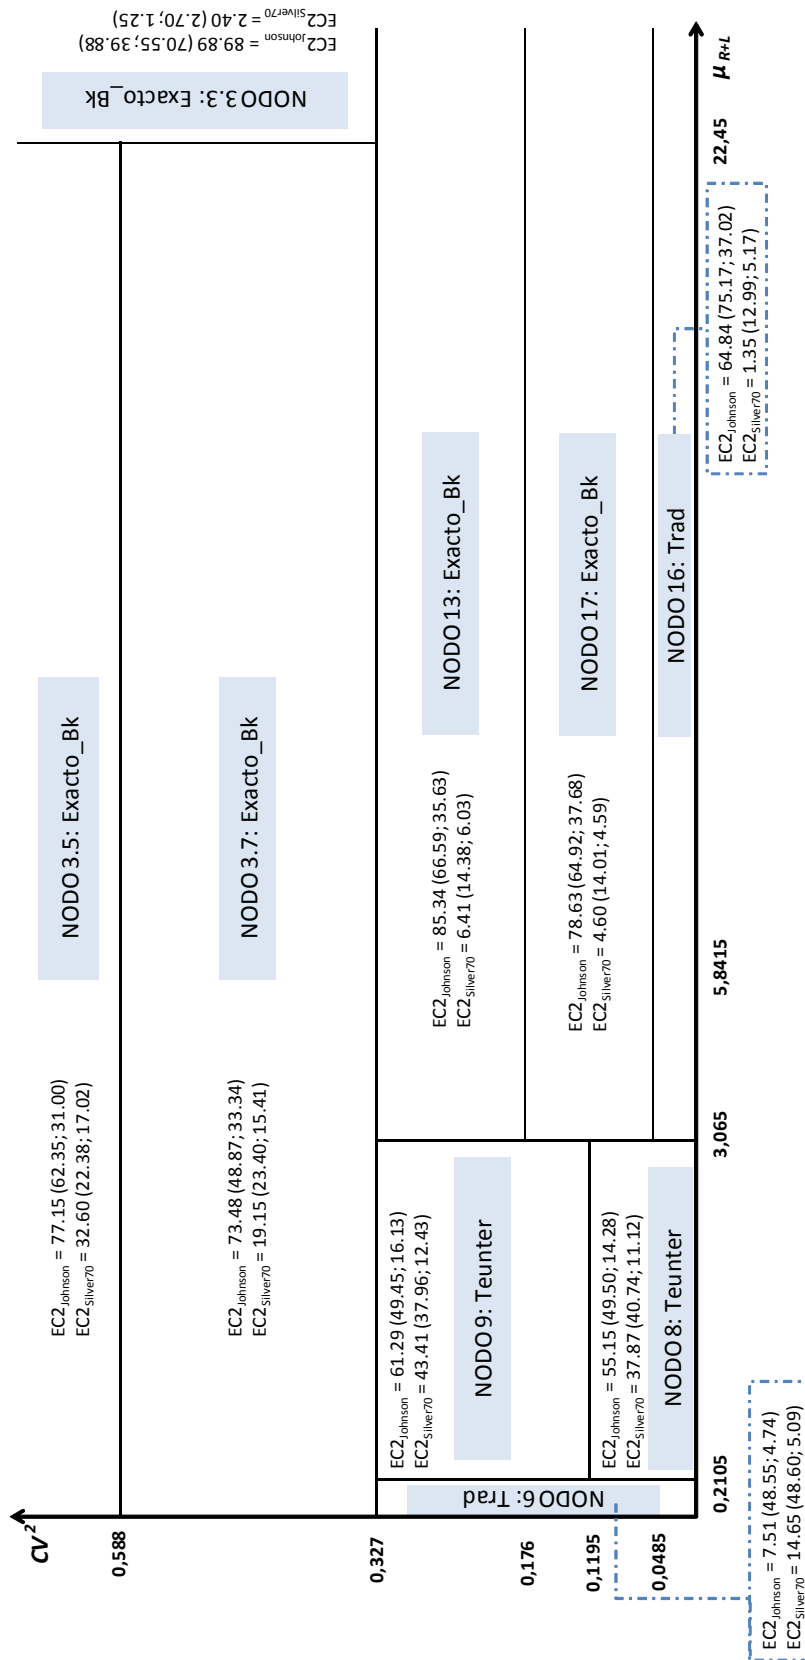 CV²
0,588
0,327
0,176
0,1195
0,0485
0,2105
3,065
5,8415
22,45
μ R+L
EC2Johnson = 77.15 (62.35; 31.00)
EC2Silver70 = 32.60 (22.38; 17.02)
NODO 3.5: Exacto_Bk
EC2Johnson = 73.48 (48.87; 33.34)
EC2Silver70 = 19.15 (23.40; 15.41)
NODO 3.7: Exacto_Bk
NODO 3.3: Exacto_Bk
EC2Johnson = 89.89 (70.55; 39.88)
EC2Silver70 = 2.40 (2.70; 1.25)
NODO 6: Trad
EC2Johnson = 61.29 (49.45; 16.13)
EC2Silver70 = 43.41 (37.96; 12.43)
NODO 9: Teunter
EC2Johnson = 55.15 (49.50; 14.28)
EC2Silver70 = 37.87 (40.74; 11.12)
NODO 8: Teunter
EC2Johnson = 85.34 (66.59; 35.63)
EC2Silver70 = 6.41 (14.38; 6.03)
NODO 13: Exacto_Bk
EC2Johnson = 78.63 (64.92; 37.68)
EC2Silver70 = 4.60 (14.01; 4.59)
NODO 17: Exacto_Bk
NODO 16: Trad
EC2Johnson = 7.51 (48.55; 4.74)
EC2Silver70 = 14.65 (48.60; 5.09)
EC2Johnson = 64.84 (75.17; 37.02)
EC2Silver70 = 1.35 (12.99; 5.17)